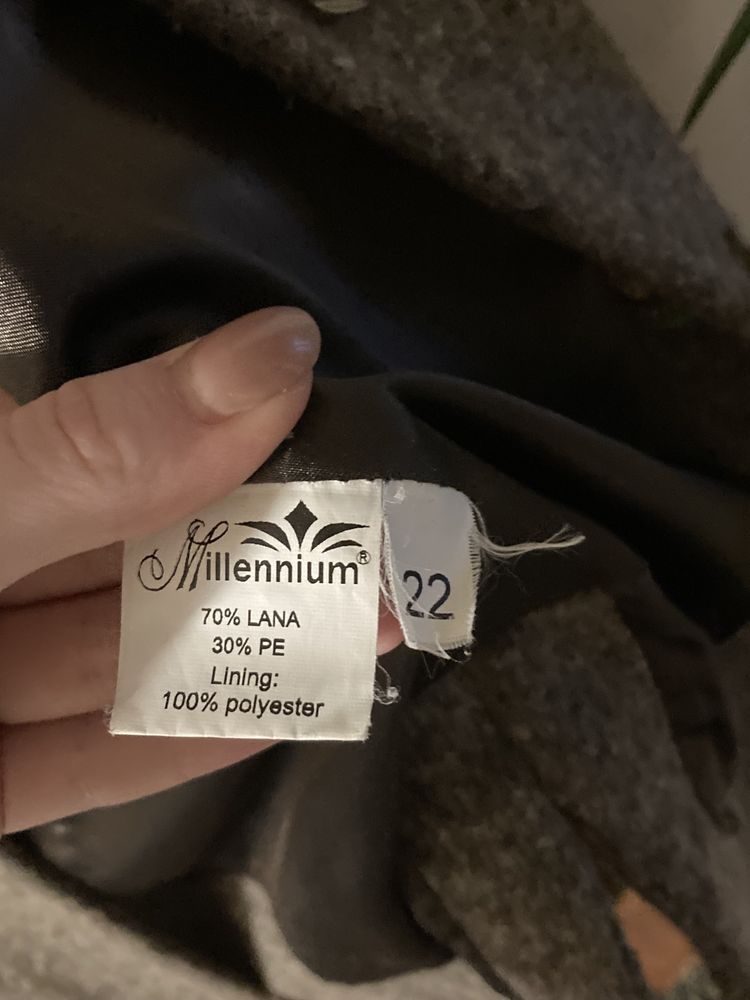 Millennium®
70% LANA
30% PE
Lining:
100% polyester
22